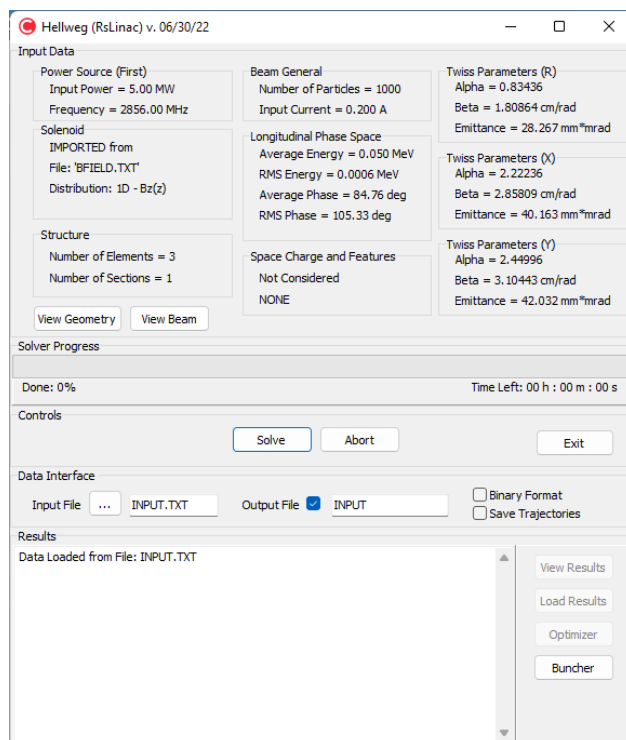 Hellweg (RsLinac) v. 06/30/22
Input Data
Power Source (First)
Input Power = 5.00 MW
Frequency = 2856.00 MHz
Solenoid
IMPORTED from
File: 'BFIELD.TXT'
Distribution: 1D - Bz(z)
Structure
Number of Elements = 3
Number of Sections = 1
View Geometry
View Beam
Beam General
Number of Particles = 1000
Input Current = 0.200 A
Longitudinal Phase Space
Average Energy = 0.050 MeV
RMS Energy = 0.0006 MeV
Average Phase = 84.76 deg
RMS Phase = 105.33 deg
Space Charge and Features
Not Considered
NONE
Twiss Parameters (R)
Alpha = 0.83436
Beta = 1.80864 cm/rad
Emittance = 28.267 mm*mrad
Twiss Parameters (X)
Alpha = 2.22236
Beta = 2.85809 cm/rad
Emittance = 40.163 mm*mrad
Twiss Parameters (Y)
Alpha = 2.44996
Beta = 3.10443 cm/rad
Emittance = 42.032 mm*mrad
Solver Progress
Done: 0%
Time Left: 00 h : 00 m : 00 s
Controls
Solve
Abort
Exit
Data Interface
Input File
...
INPUT.TXT
Output File
INPUT
Binary Format
Save Trajectories
Results
Data Loaded from File: INPUT.TXT
View Results
Load Results
Optimizer
Buncher